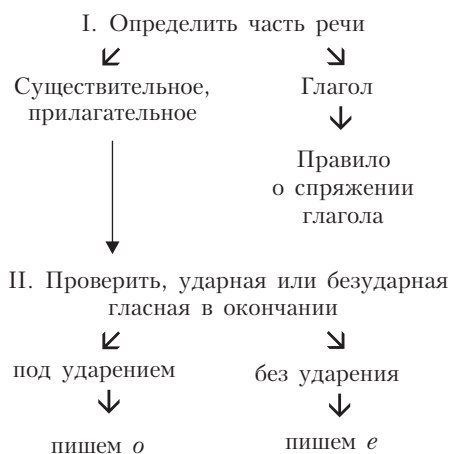 I. Определить часть речи
Существительное,
прилагательное
Глагол
Правило
о спряжении
глагола
II. Проверить, ударная или безударная
гласная в окончании
под ударением
без ударения
пишем о
пишем е